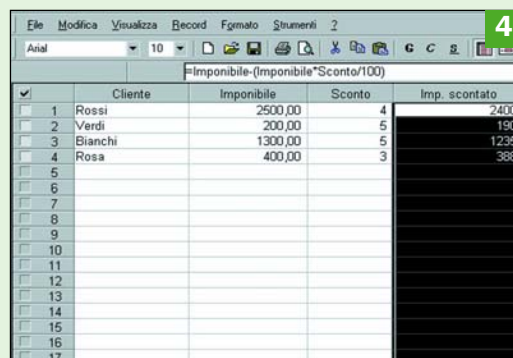 File Modifica Visualizza Record Formato Strumenti ?
4
Arial 10 G C S
=Imponibile-(Imponibile*Sconto/100)
Cliente Imponibile Sconto Imp. scontato
1 Rossi 2500,00 4 2400
2 Verdi 200,00 5 190
3 Bianchi 1300,00 5 1235
4 Rosa 400,00 3 388
5
6
7
8
9
10
11
12
13
14
15
16
17